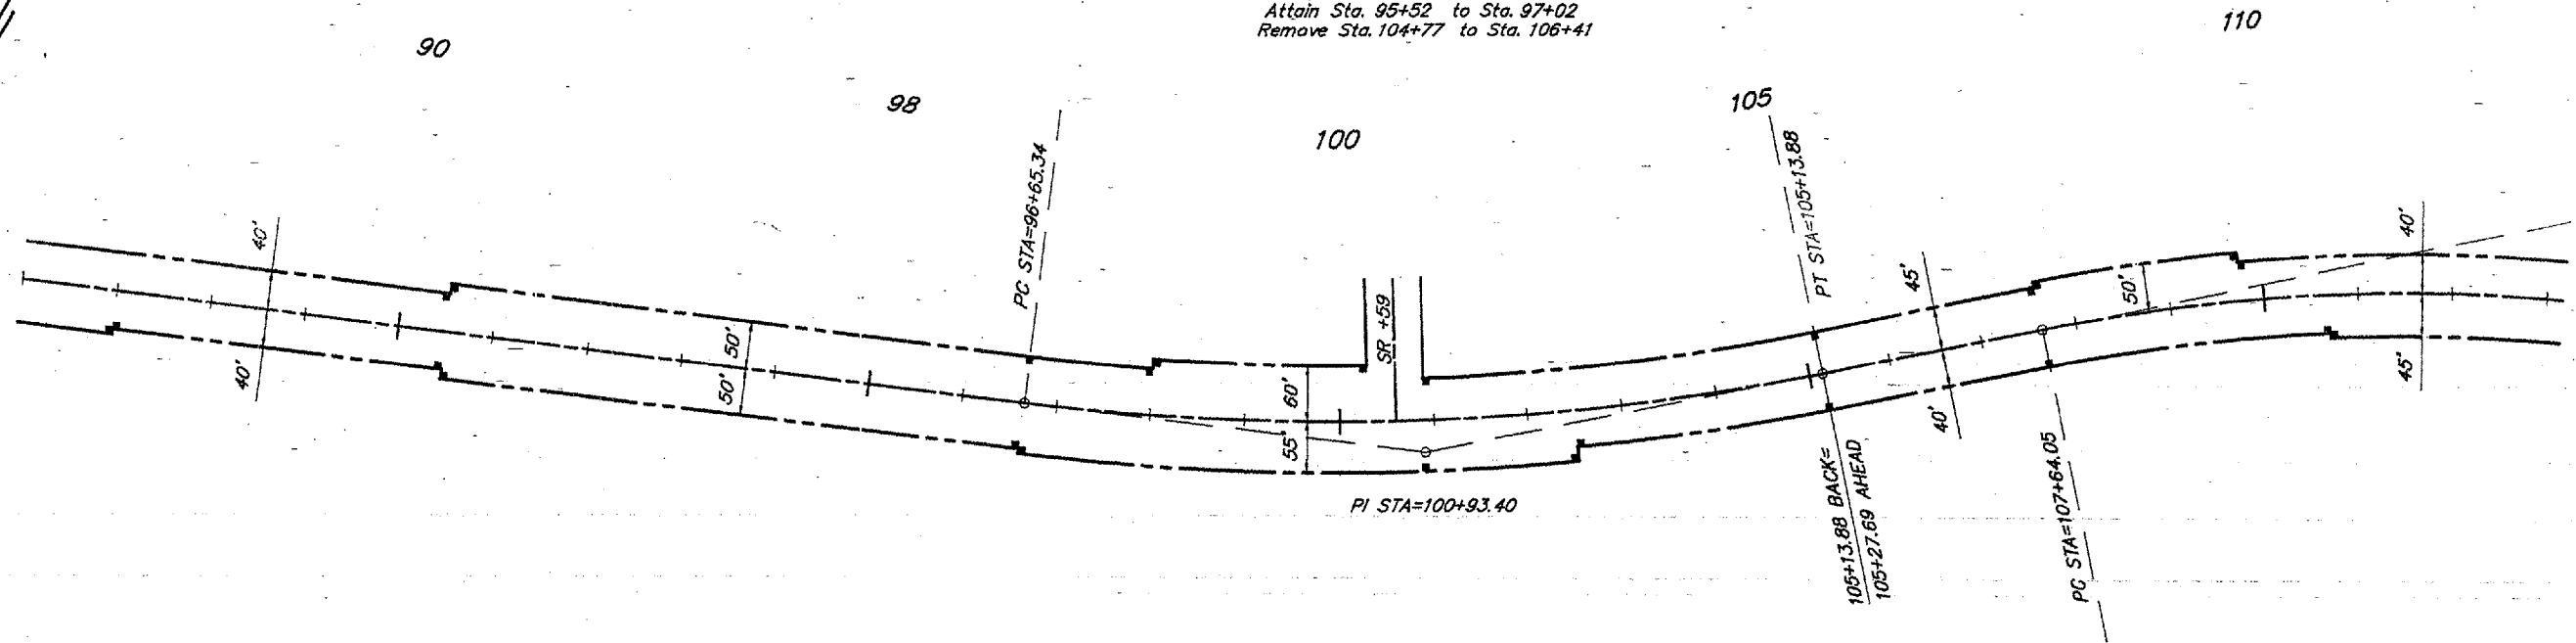 Attain Sta. 95+52 to Sta. 97+02
Remove Sta. 104+77 to Sta. 106+41
90
98
100
105
110
PC STA=96+65.34
PT STA=105+13.88
40'
40'
50'
50'
60'
55'
SR +59
45'
40'
50'
40'
45'
PI STA=100+93.40
105+13.88 BACK=
105+27.69 AHEAD
PC STA=107+64.05